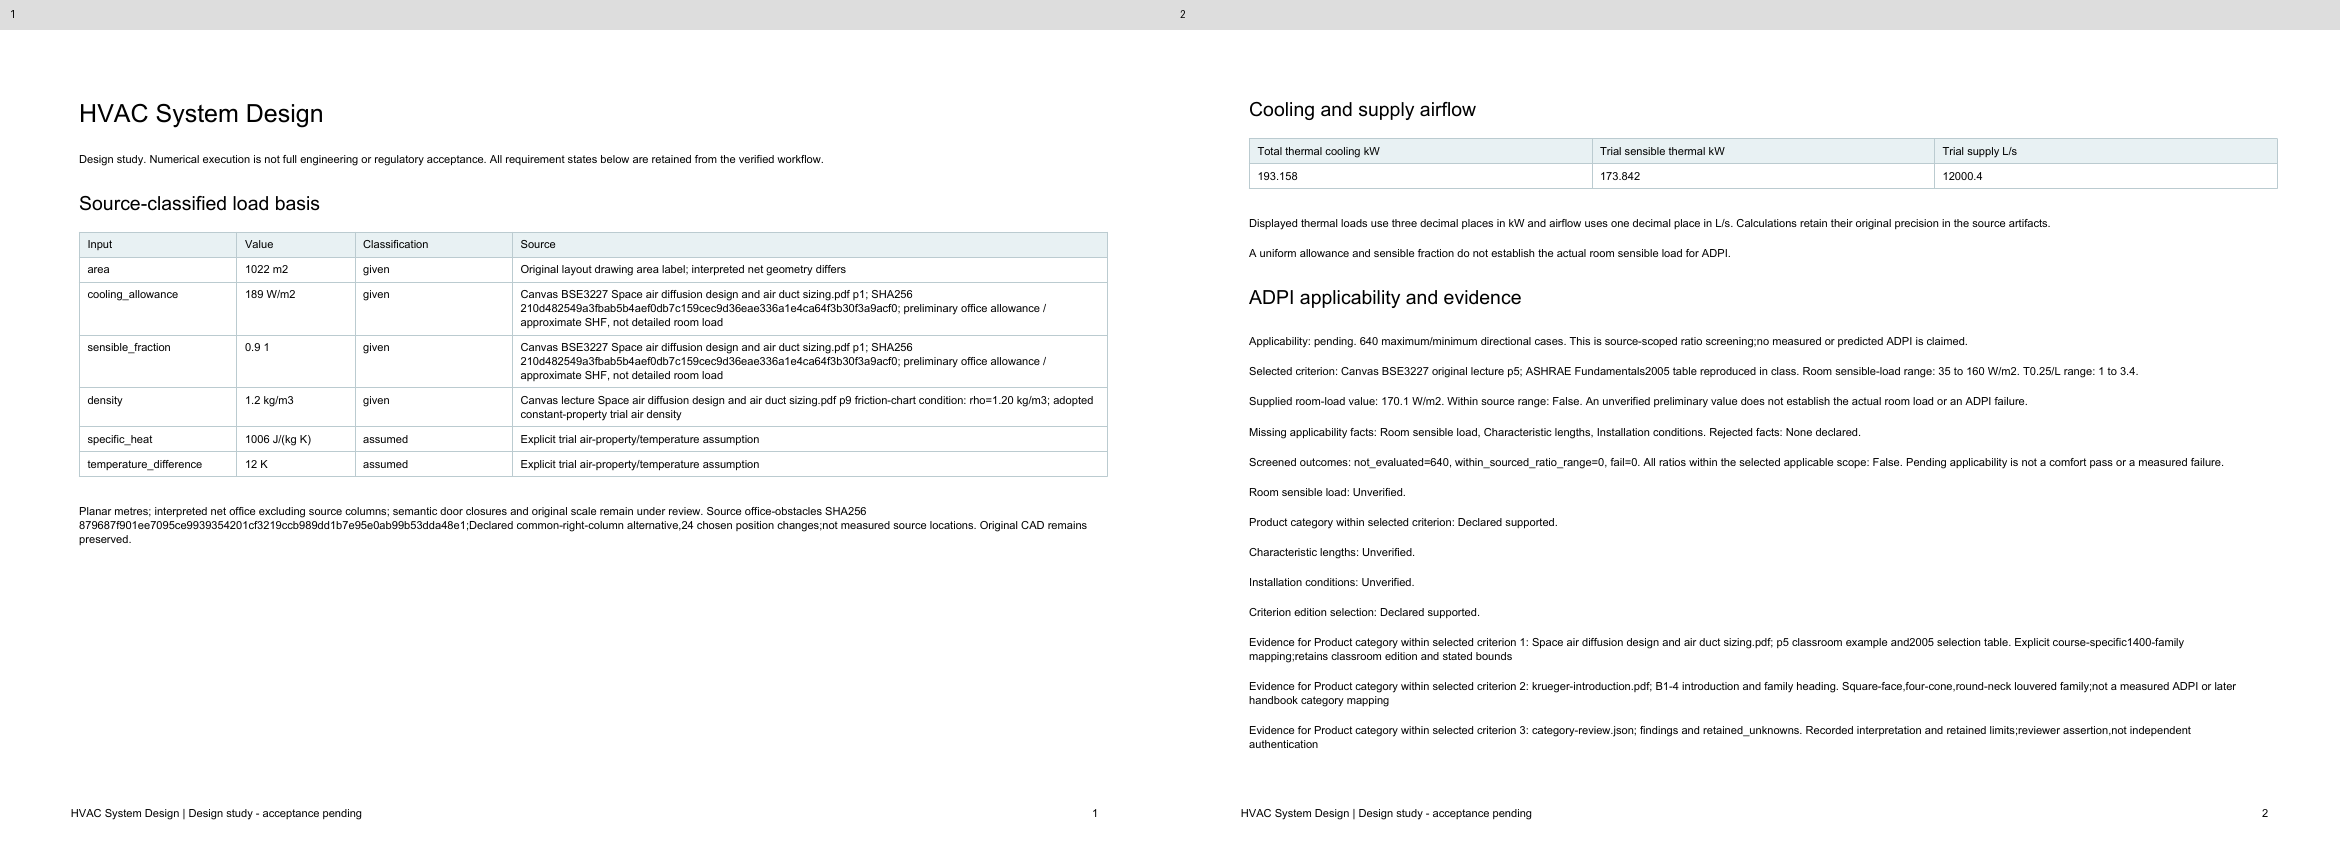 1
HVAC System Design
Design study. Numerical execution is not full engineering or regulatory acceptance. All requirement states below are retained from the verified workflow.
Source-classified load basis
Input Value Classification Source
area 1022 m2 given Original layout drawing area label; interpreted net geometry differs
cooling_allowance 189 W/m2 given Canvas BSE3227 Space air diffusion design and air duct sizing.pdf p1; SHA256
210d482549a3fbab5b4aef0db7c159cec9d36eae336a1e4ca64f3b30f3a9acf0; preliminary office allowance /
approximate SHF, not detailed room load
sensible_fraction 0.9 1 given Canvas BSE3227 Space air diffusion design and air duct sizing.pdf p1; SHA256
210d482549a3fbab5b4aef0db7c159cec9d36eae336a1e4ca64f3b30f3a9acf0; preliminary office allowance /
approximate SHF, not detailed room load
density 1.2 kg/m3 given Canvas lecture Space air diffusion design and air duct sizing.pdf p9 friction-chart condition: rho=1.20 kg/m3; adopted
constant-property trial air density
specific_heat 1006 J/(kg K) assumed Explicit trial air-property/temperature assumption
temperature_difference 12 K assumed Explicit trial air-property/temperature assumption
Planar metres; interpreted net office excluding source columns; semantic door closures and original scale remain under review. Source office-obstacles SHA256
879687f901ee7095ce9939354201cf3219ccb989dd1b7e95e0ab99b53dda48e1;Declared common-right-column alternative,24 chosen position changes;not measured source locations. Original CAD remains
preserved.
HVAC System Design | Design study - acceptance pending 1
2
Cooling and supply airflow
Total thermal cooling kW Trial sensible thermal kW Trial supply L/s
193.158 173.842 12000.4
Displayed thermal loads use three decimal places in kW and airflow uses one decimal place in L/s. Calculations retain their original precision in the source artifacts.
A uniform allowance and sensible fraction do not establish the actual room sensible load for ADPI.
ADPI applicability and evidence
Applicability: pending. 640 maximum/minimum directional cases. This is source-scoped ratio screening;no measured or predicted ADPI is claimed.
Selected criterion: Canvas BSE3227 original lecture p5; ASHRAE Fundamentals2005 table reproduced in class. Room sensible-load range: 35 to 160 W/m2. T0.25/L range: 1 to 3.4.
Supplied room-load value: 170.1 W/m2. Within source range: False. An unverified preliminary value does not establish the actual room load or an ADPI failure.
Missing applicability facts: Room sensible load, Characteristic lengths, Installation conditions. Rejected facts: None declared.
Screened outcomes: not_evaluated=640, within_sourced_ratio_range=0, fail=0. All ratios within the selected applicable scope: False. Pending applicability is not a comfort pass or a measured failure.
Room sensible load: Unverified.
Product category within selected criterion: Declared supported.
Characteristic lengths: Unverified.
Installation conditions: Unverified.
Criterion edition selection: Declared supported.
Evidence for Product category within selected criterion 1: Space air diffusion design and air duct sizing.pdf; p5 classroom example and2005 selection table. Explicit course-specific1400-family
mapping;retains classroom edition and stated bounds
Evidence for Product category within selected criterion 2: krueger-introduction.pdf; B1-4 introduction and family heading. Square-face,four-cone,round-neck louvered family;not a measured ADPI or later
handbook category mapping
Evidence for Product category within selected criterion 3: category-review.json; findings and retained_unknowns. Recorded interpretation and retained limits;reviewer assertion,not independent
authentication
HVAC System Design | Design study - acceptance pending 2